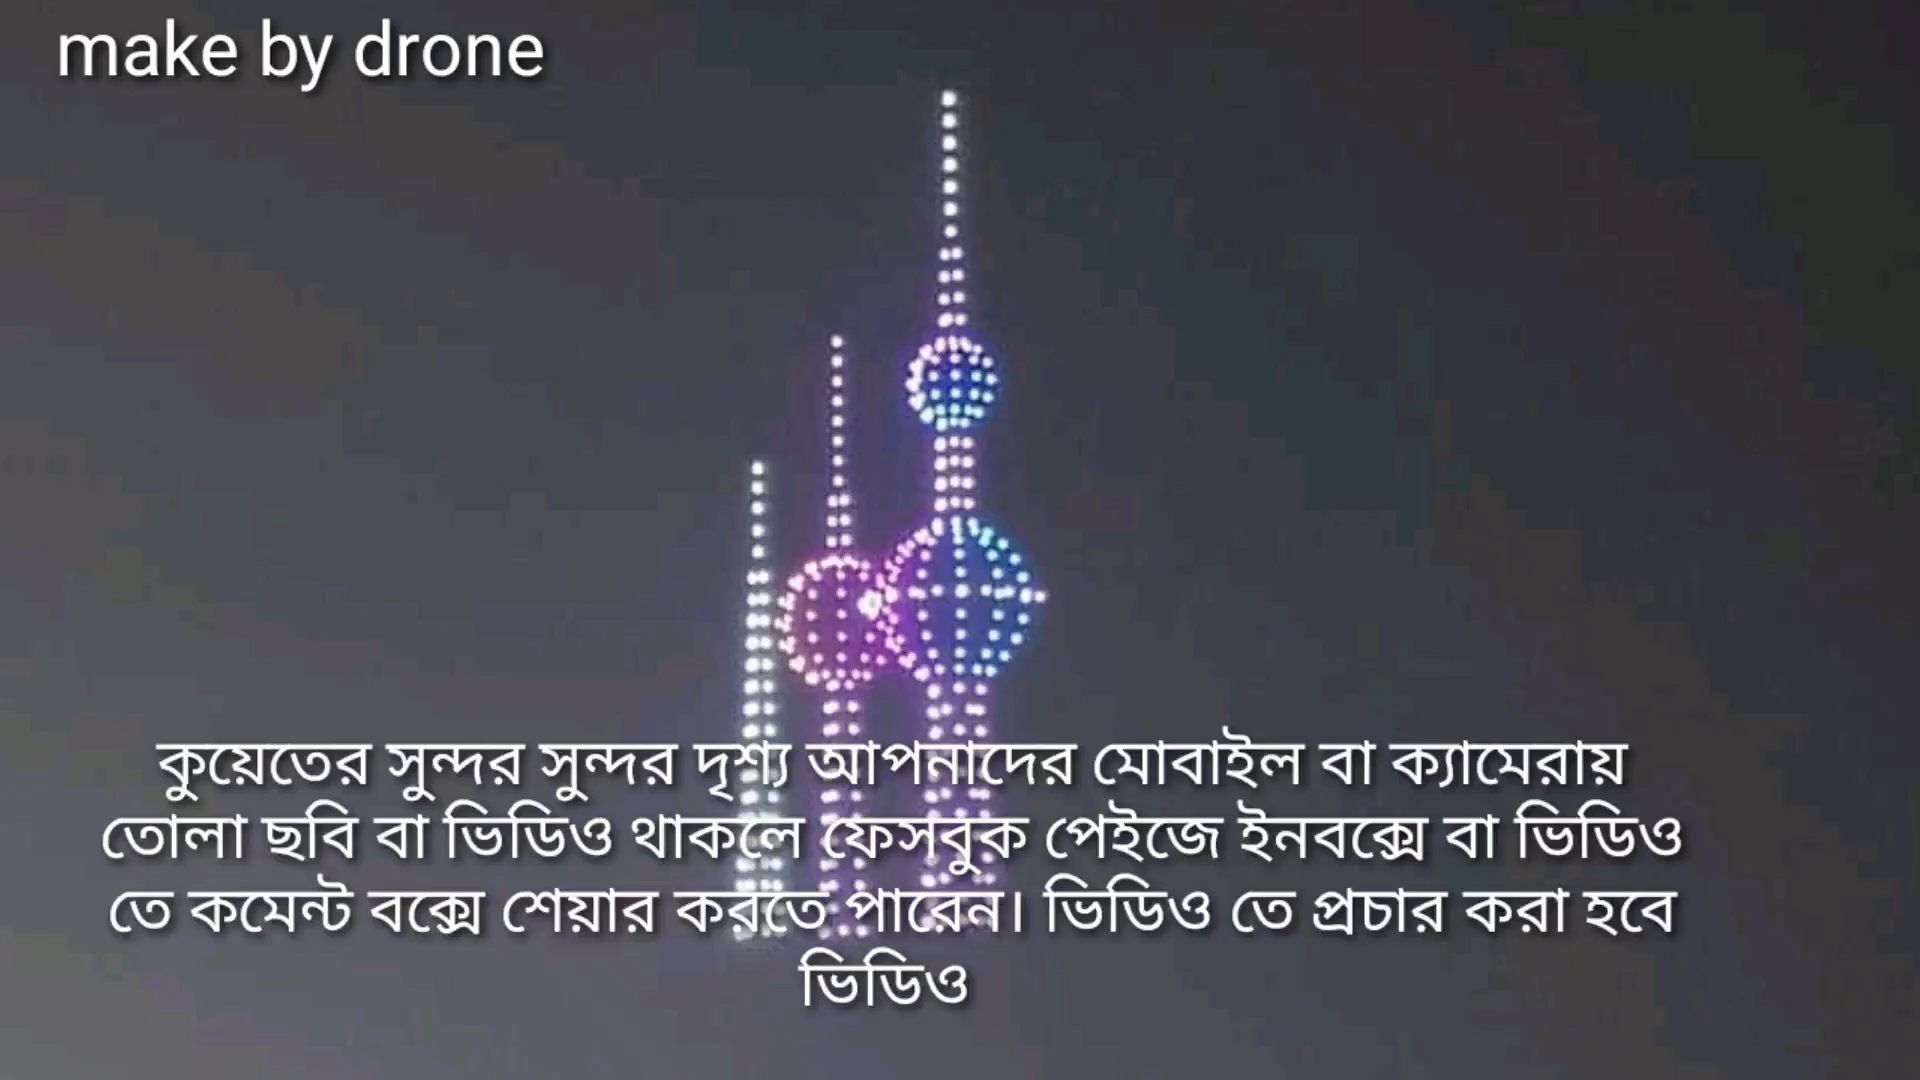 make by drone
কুয়েতের সুন্দর সুন্দর দৃশ্য আপনাদের মোবাইল বা ক্যামেরায়
তোলা ছবি বা ভিডিও থাকলে ফেসবুক পেইজে ইনবক্সে বা ভিডিও
তে কমেন্ট বক্সে শেয়ার করতে পারেন। ভিডিও তে প্রচার করা হবে
ভিডিও